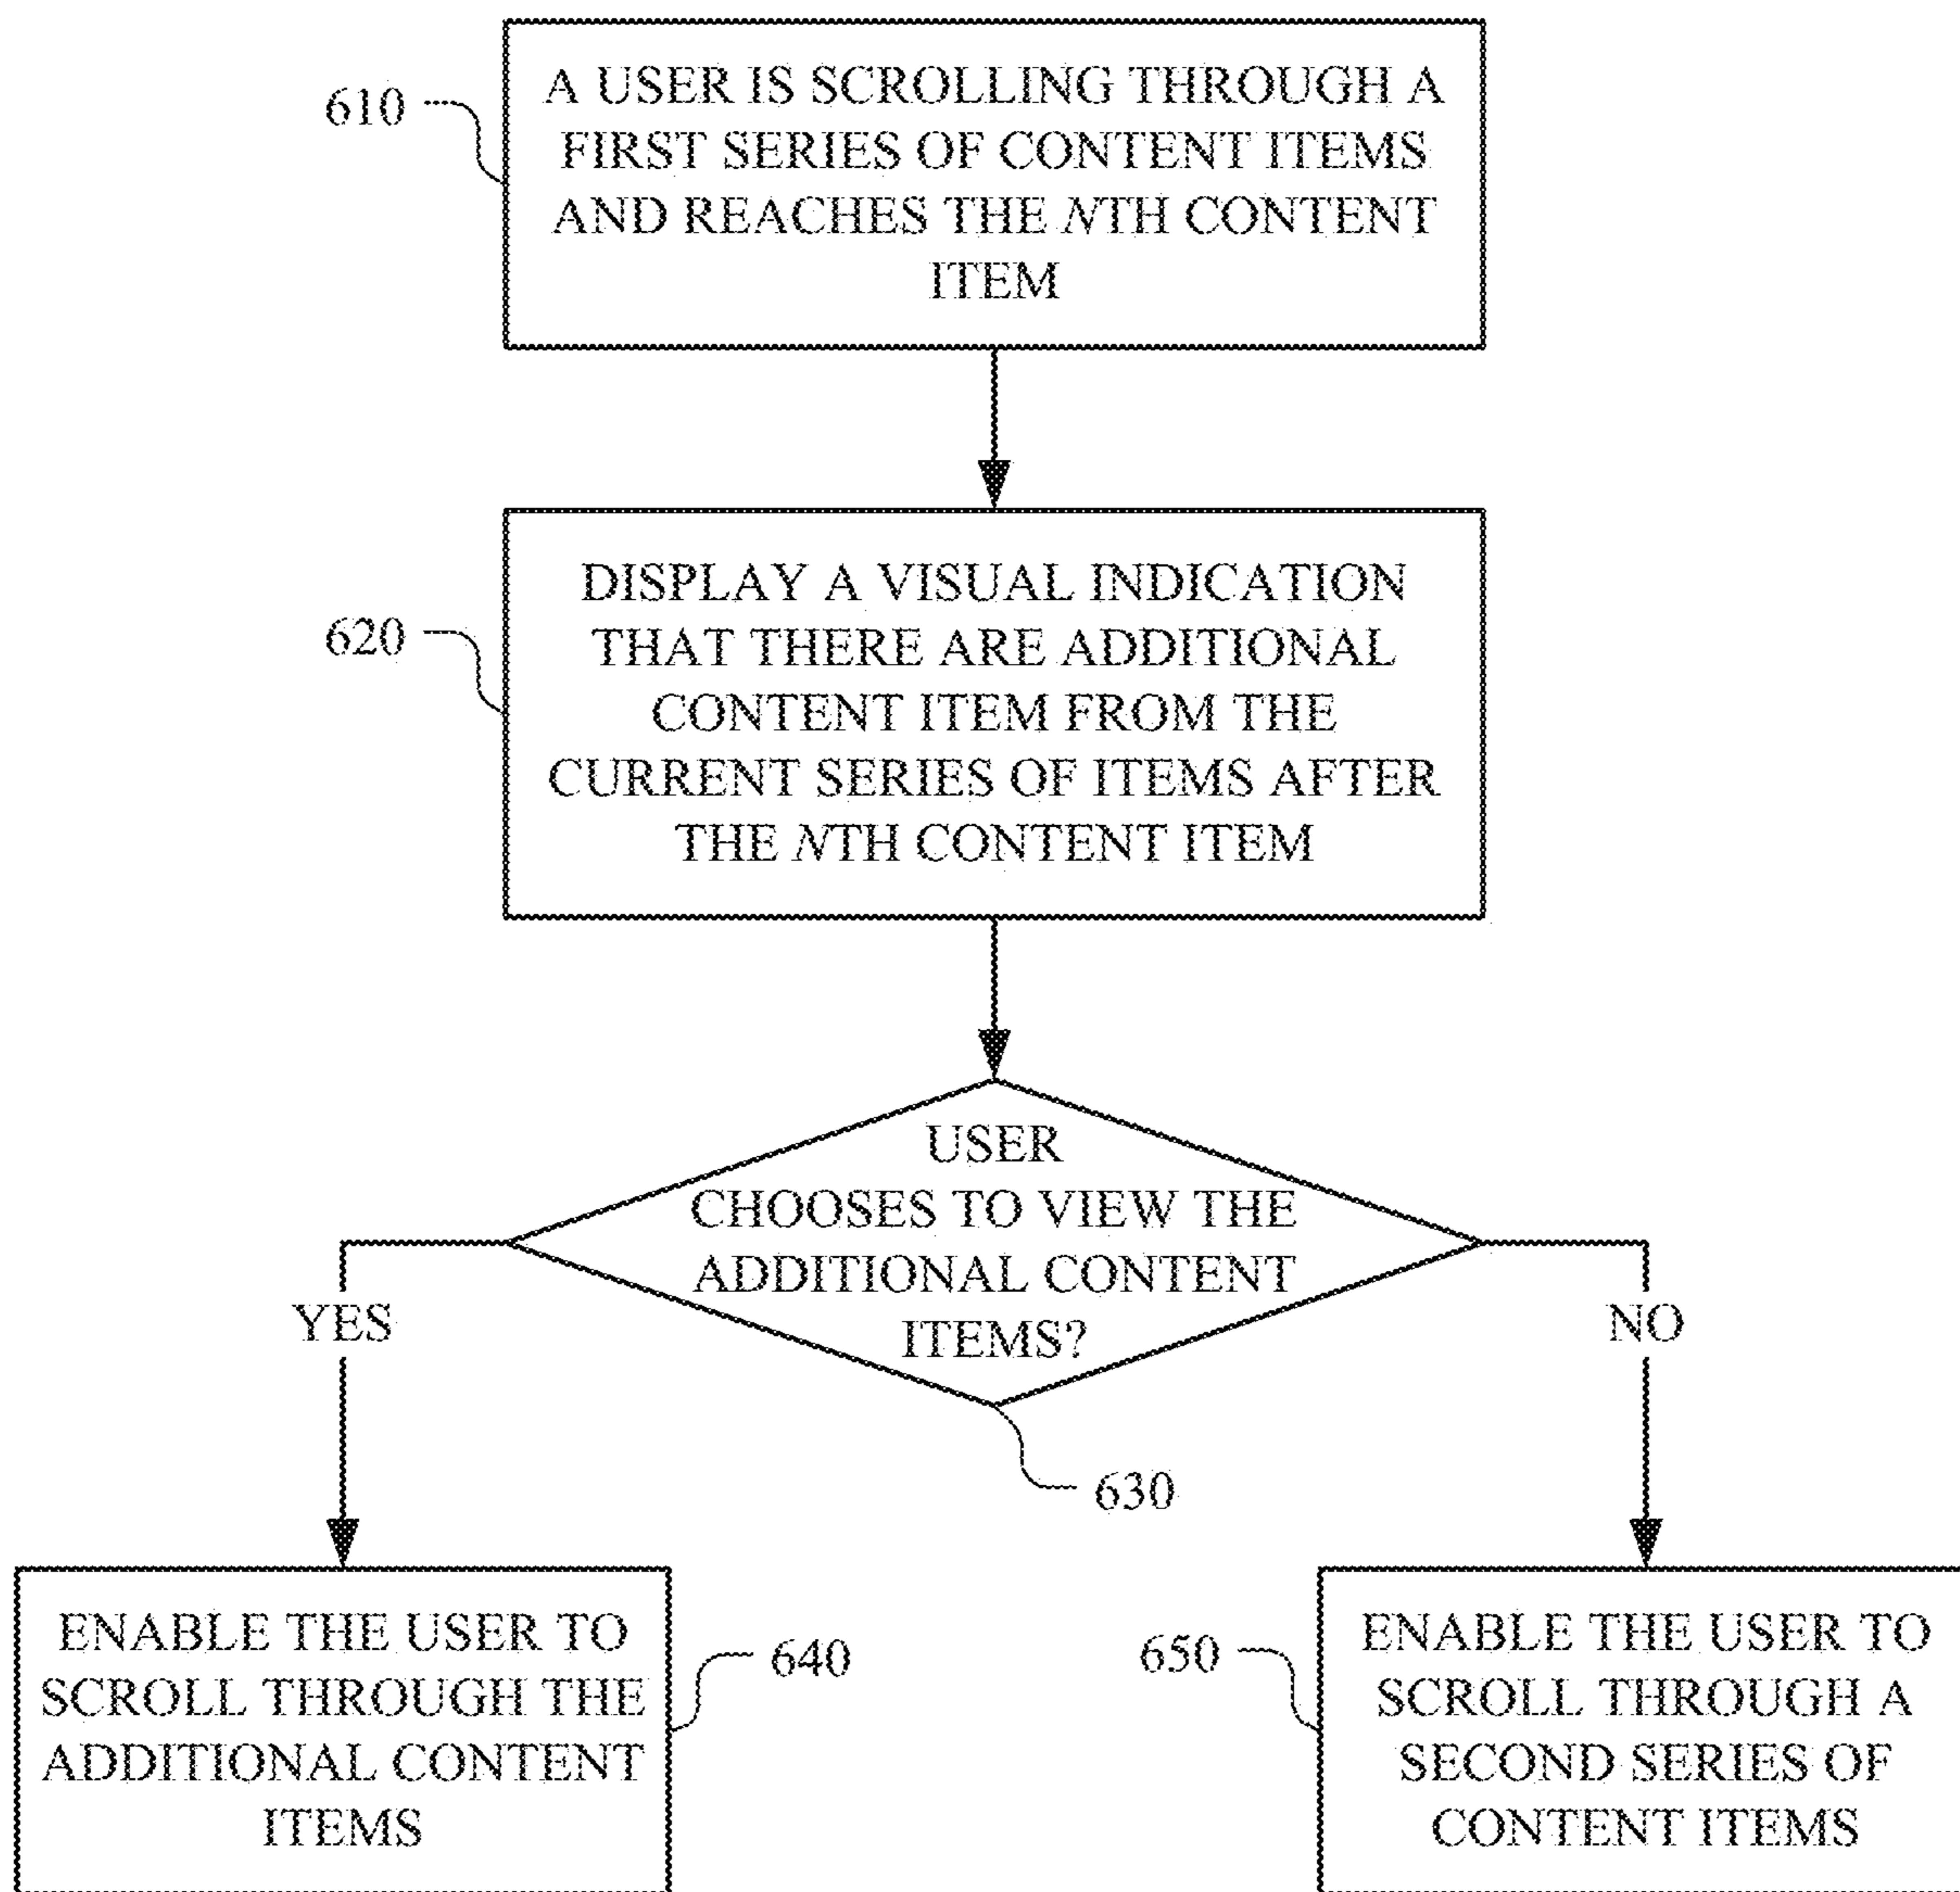 610
A USER IS SCROLLING THROUGH A
FIRST SERIES OF CONTENT ITEMS
AND REACHES THE NTH CONTENT
ITEM
620
DISPLAY A VISUAL INDICATION
THAT THERE ARE ADDITIONAL
CONTENT ITEM FROM THE
CURRENT SERIES OF ITEMS AFTER
THE NTH CONTENT ITEM
USER
CHOOSES TO VIEW THE
ADDITIONAL CONTENT
ITEMS?
YES
NO
630
ENABLE THE USER TO
SCROLL THROUGH THE
ADDITIONAL CONTENT
ITEMS
640
650
ENABLE THE USER TO
SCROLL THROUGH A
SECOND SERIES OF
CONTENT ITEMS